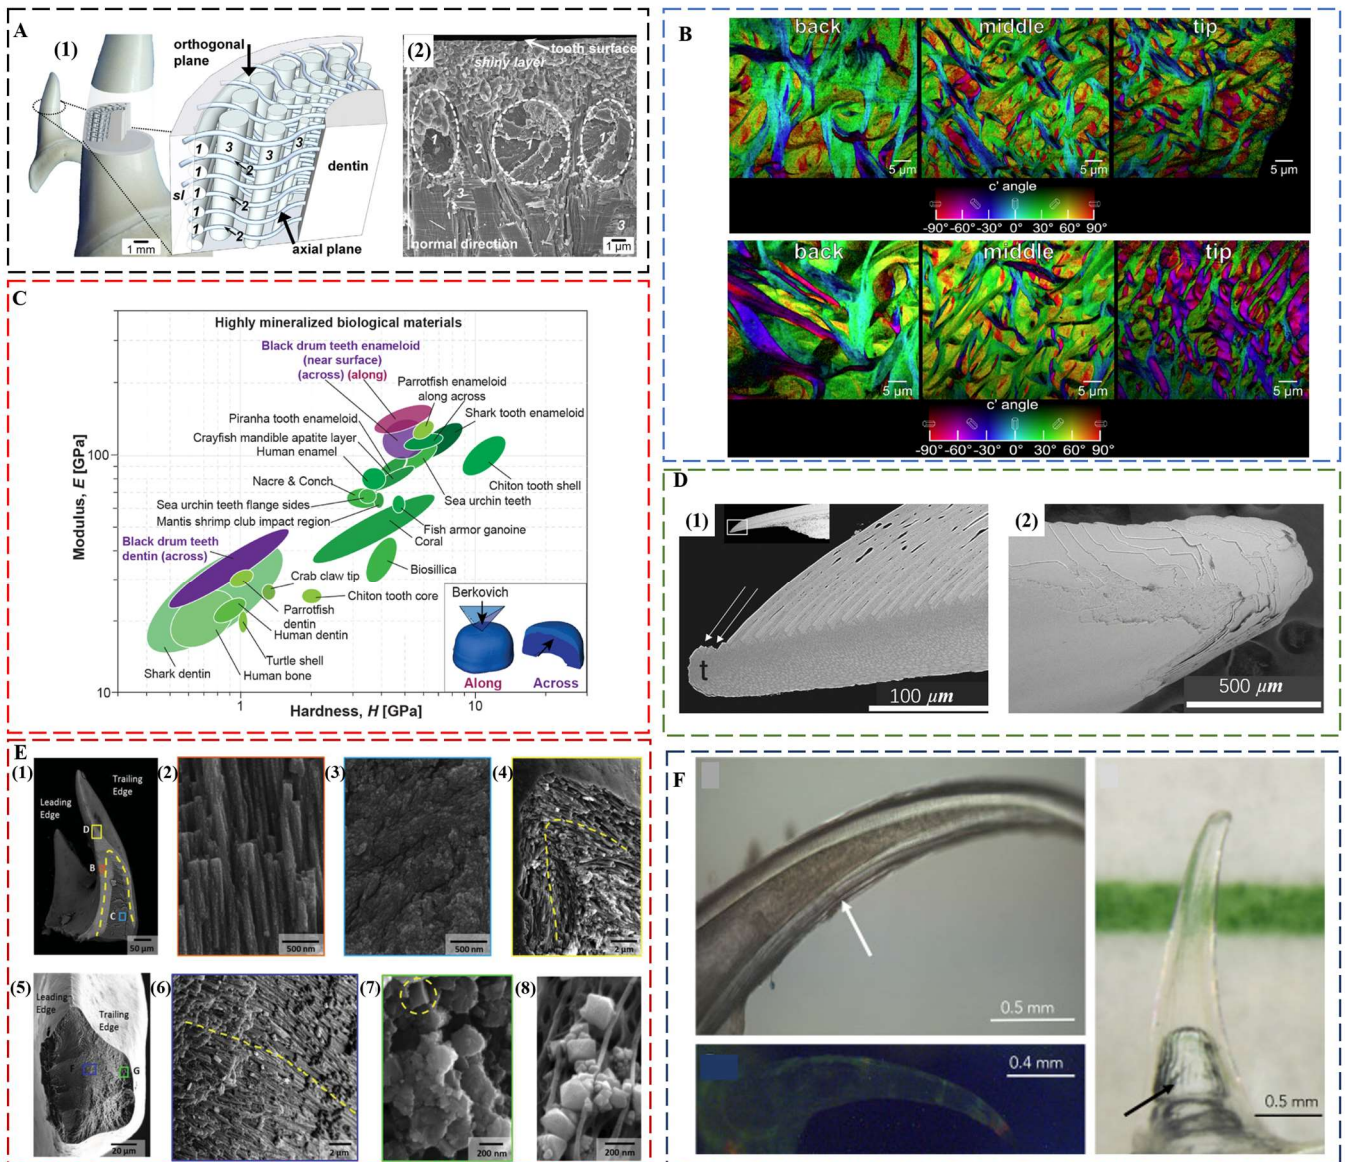 A
(1)
orthogonal
plane
1 3 3 3
1 2
1
1
1 2
sl
dentin
axial plane
1 mm
(2)
tooth surface
shiny layer
1 1 1
2 2
3 3
normal direction
1 µm
B
back middle tip
5 µm 5 µm 5 µm
c' angle
-90° -60° -30° 0° 30° 60° 90°
back middle tip
5 µm 5 µm 5 µm
c' angle
-90° -60° -30° 0° 30° 60° 90°
C
Highly mineralized biological materials
Black drum teeth enameloid
(near surface)
(across) (along)
Parrotfish enameloid
along across
Shark tooth enameloid
Piranha tooth enameloid
Crayfish mandible apatite layer
Human enamel
Nacre & Conch
Sea urchin teeth flange sides
Mantis shrimp club impact region
Chiton tooth shell
Sea urchin teeth
Fish armor ganoine
Coral
Biosillica
Black drum teeth
dentin (across)
Crab claw tip
Chiton tooth core
Parrotfish
dentin
Human dentin
Turtle shell
Human bone
Shark dentin
Berkovich
Along Across
Modulus, E [GPa]
100
10
1 10
Hardness, H [GPa]
D
(1)
t
100 µm
(2)
500 µm
E
(1)
Trailing
Edge
Leading
Edge
D
B
C
50 µm
(2)
500 nm
(3)
500 nm
(4)
2 µm
(5)
Leading
Edge
Trailing
Edge
G
20 µm
(6)
2 µm
(7)
200 nm
(8)
200 nm
F
0.5 mm
0.4 mm
0.5 mm